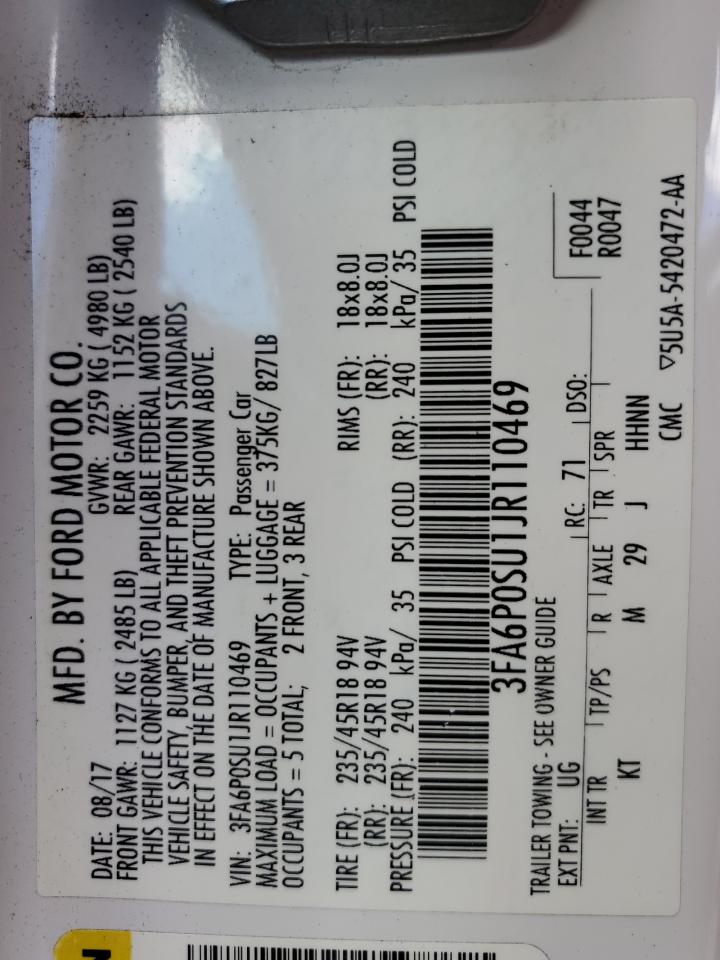 MFD. BY FORD MOTOR CO.
DATE: 08/17 GVWR: 2259 KG ( 4980 LB)
FRONT GAWR: 1127 KG ( 2485 LB) REAR GAWR: 1152 KG ( 2540 LB)
THIS VEHICLE CONFORMS TO ALL APPLICABLE FEDERAL MOTOR
VEHICLE SAFETY, BUMPER, AND THEFT PREVENTION STANDARDS
IN EFFECT ON THE DATE OF MANUFACTURE SHOWN ABOVE.
VIN: 3FA6P0SU1JR110469 TYPE: Passenger Car
MAXIMUM LOAD = OCCUPANTS + LUGGAGE = 375KG/ 827LB
OCCUPANTS = 5 TOTAL; 2 FRONT, 3 REAR
TIRE (FR): 235/45R18 94V RIMS (FR): 18x8.0J
(RR): 235/45R18 94V (RR): 18x8.0J
PRESSURE (FR): 240 kPa/ 35 PSI COLD (RR): 240 kPa/ 35 PSI COLD
3FA6P0SU1JR110469
TRAILER TOWING - SEE OWNER GUIDE
EXT PNT: UG RC: 71 DSO: F0044
R0047
INT TR TP/PS R AXLE TR SPR
KT M 29 J HHNN
CMC ▽5U5A-5420472-AA
N